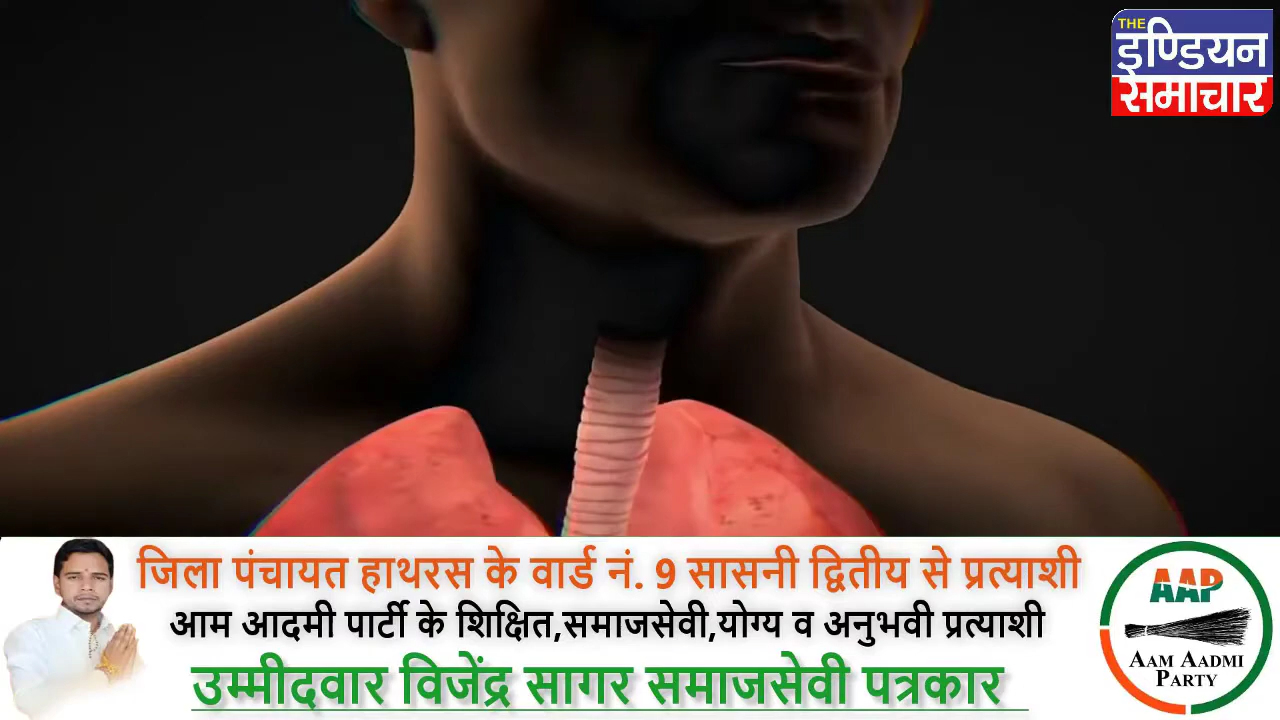 THE
इण्डियन
समाचार
जिला पंचायत हाथरस के वार्ड नं. 9 सासनी द्वितीय से प्रत्याशी
आम आदमी पार्टी के शिक्षित,समाजसेवी,योग्य व अनुभवी प्रत्याशी
उम्मीदवार विजेंद्र सागर समाजसेवी पत्रकार
AAP
AAM AADMI
PARTY